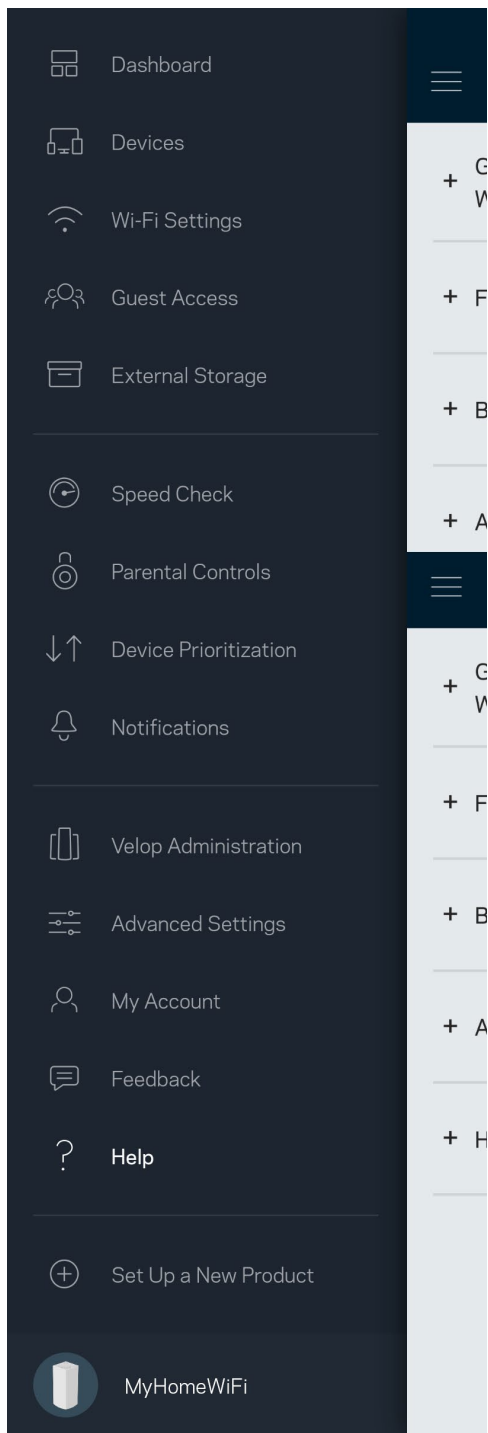 Dashboard
Devices
Wi-Fi Settings
Guest Access
External Storage
Speed Check
Parental Controls
Device Prioritization
Notifications
Velop Administration
Advanced Settings
My Account
Feedback
Help
Set Up a New Product
MyHomeWiFi
+ G
W
+ F
+ B
+ A
+ G
W
+ F
+ B
+ A
+ H